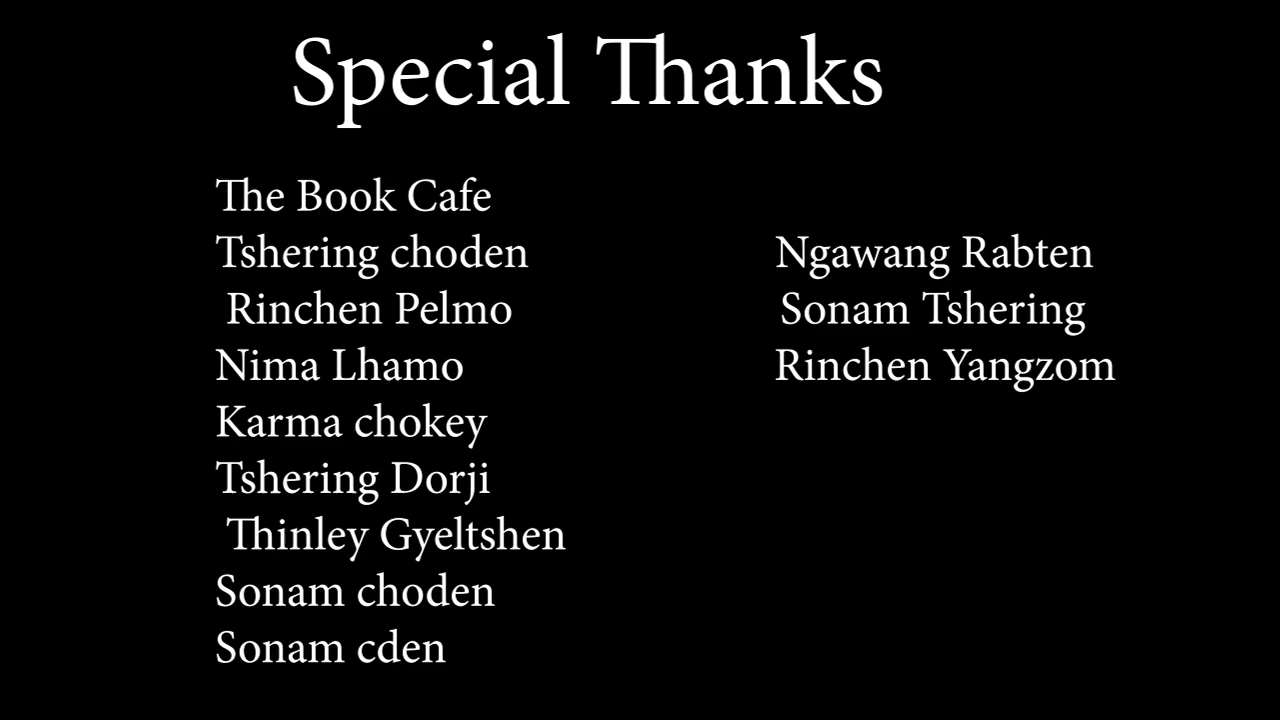 Special Thanks
The Book Cafe
Tshering choden
Rinchen Pelmo
Nima Lhamo
Karma chokey
Tshering Dorji
Thinley Gyeltshen
Sonam choden
Sonam cden
Ngawang Rabten
Sonam Tshering
Rinchen Yangzom